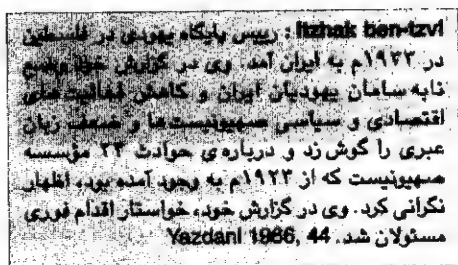 Itzhak ben-tzvi : رییس پایگاه یهودی در فلسطین
در ۱۹۲۳م به ایران آمد. وی در گزارش خود وضع
نابه سامان یهودیان ایران و کاهش فعالیت‌های
اقتصادی و سیاسی صهیونیست‌ها و ضعف زبان
عبری را گوش زد و درباره‌ی حوادث ۲۳ مؤسسه
صهیونیست که از ۱۹۲۳م به وجود آمده بود، اظهار
نگرانی کرد. وی در گزارش خود، خواستار اقدام فوری
مسئولان شد. Yazdani 1986, 44